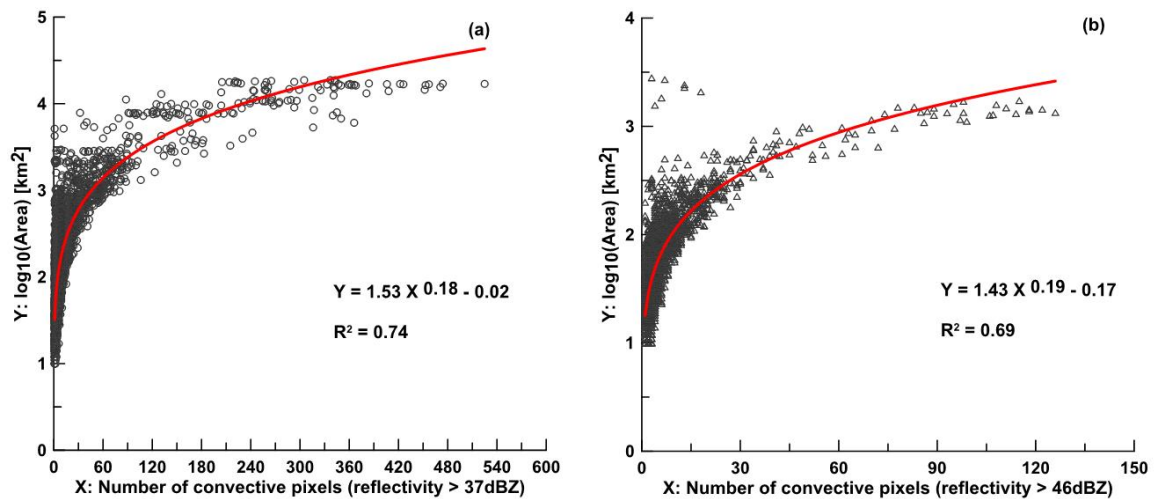 (a)
Y: log10(Area) [km²]
5
4
3
2
1
0
0 60 120 180 240 300 360 420 480 540 600
X: Number of convective pixels (reflectivity > 37dBZ)
Y = 1.53 X 0.18 - 0.02
R² = 0.74
(b)
Y: log10(Area) [km²]
4
3
2
1
0
0 30 60 90 120 150
X: Number of convective pixels (reflectivity > 46dBZ)
Y = 1.43 X 0.19 - 0.17
R² = 0.69